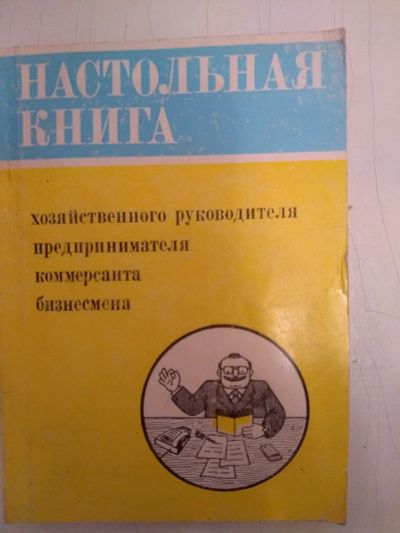 НАСТОЛЬНАЯ
КНИГА
хозяйственного руководителя
предпринимателя
коммерсанта
бизнесмена